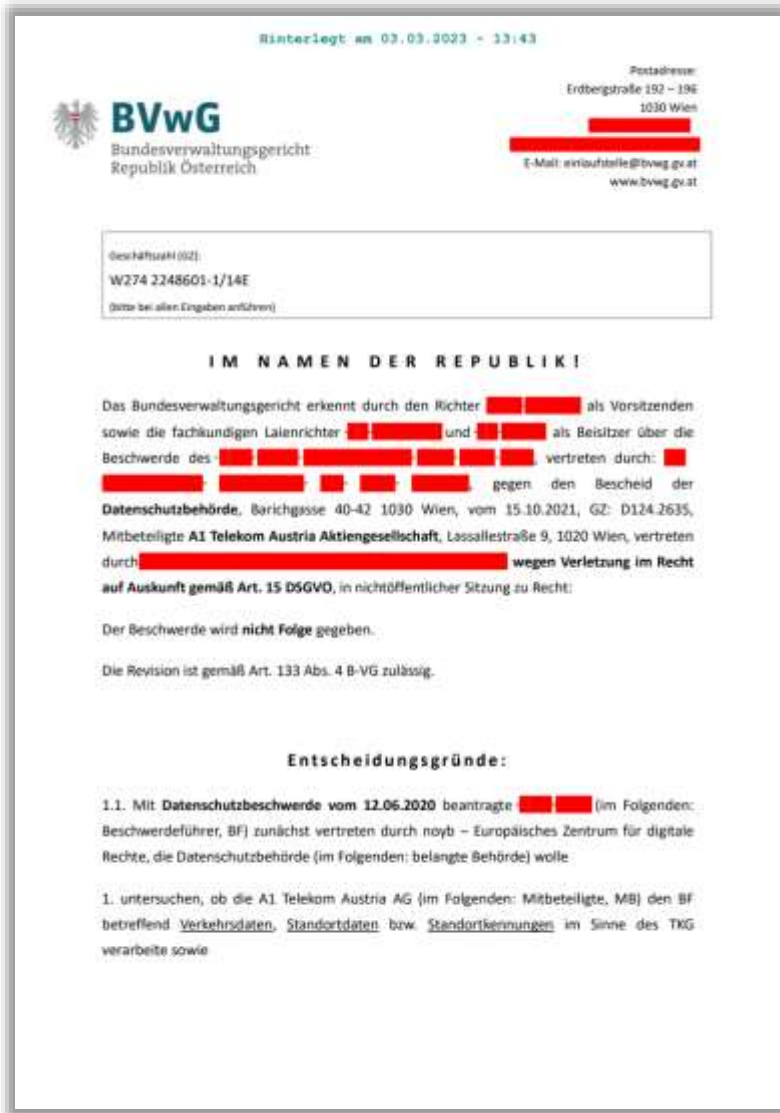 Hinterlegt am 03.03.2023 - 13:43
Postadresse:
Erdbergstraße 192 – 196
1030 Wien
E-Mail: einlaufstelle@bvwg.gv.at
www.bvwg.gv.at
BVwG
Bundesverwaltungsgericht
Republik Österreich
Geschäftszahl (GZ):
W274 2248601-1/14E
(bitte bei allen Eingaben anführen)
IM NAMEN DER REPUBLIK!
Das Bundesverwaltungsgericht erkennt durch den Richter als Vorsitzenden
sowie die fachkundigen Laienrichter und als Beisitzer über die
Beschwerde des , vertreten durch:
, gegen den Bescheid der
Datenschutzbehörde, Barichgasse 40-42 1030 Wien, vom 15.10.2021, GZ: D124.2635,
Mitbeteiligte A1 Telekom Austria Aktiengesellschaft, Lassallestraße 9, 1020 Wien, vertreten
durch wegen Verletzung im Recht
auf Auskunft gemäß Art. 15 DSGVO, in nichtöffentlicher Sitzung zu Recht:
Der Beschwerde wird nicht Folge gegeben.
Die Revision ist gemäß Art. 133 Abs. 4 B-VG zulässig.
Entscheidungsgründe:
1.1. Mit Datenschutzbeschwerde vom 12.06.2020 beantragte (im Folgenden:
Beschwerdeführer, BF) zunächst vertreten durch noyb – Europäisches Zentrum für digitale
Rechte, die Datenschutzbehörde (im Folgenden: belangte Behörde) wolle
1. untersuchen, ob die A1 Telekom Austria AG (im Folgenden: Mitbeteiligte, MB) den BF
betreffend Verkehrsdaten, Standortdaten bzw. Standortkennungen im Sinne des TKG
verarbeite sowie